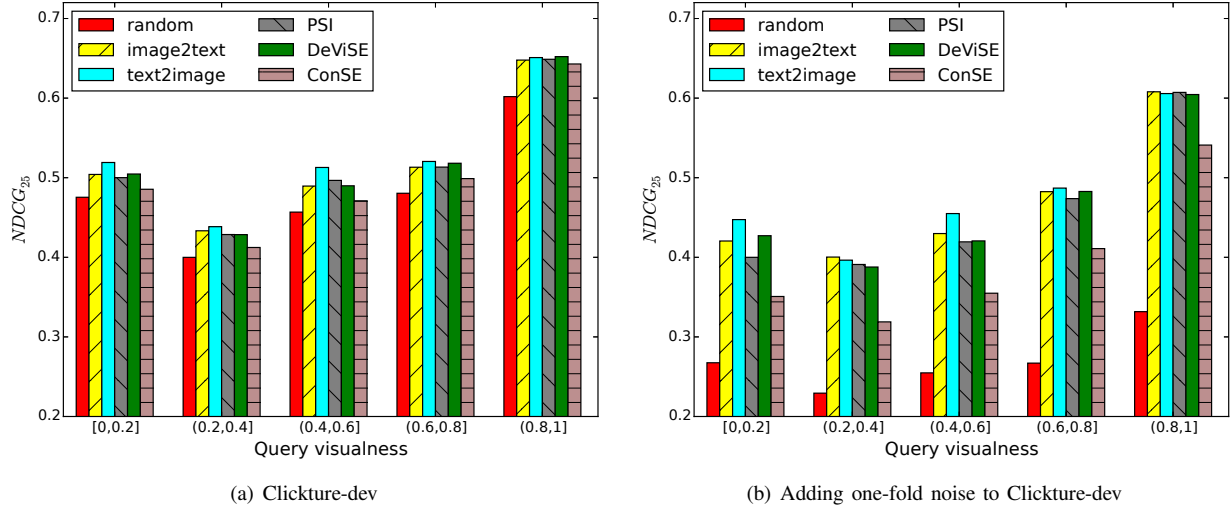 0.7
0.6
0.5
0.4
0.3
0.2
NDCG25
random
image2text
text2image
PSI
DeViSE
ConSE
[0,0.2]
(0.2,0.4]
(0.4,0.6]
(0.6,0.8]
(0.8,1]
Query visualness
(a) Clickture-dev
0.7
0.6
0.5
0.4
0.3
0.2
NDCG25
random
image2text
text2image
PSI
DeViSE
ConSE
[0,0.2]
(0.2,0.4]
(0.4,0.6]
(0.6,0.8]
(0.8,1]
Query visualness
(b) Adding one-fold noise to Clickture-dev